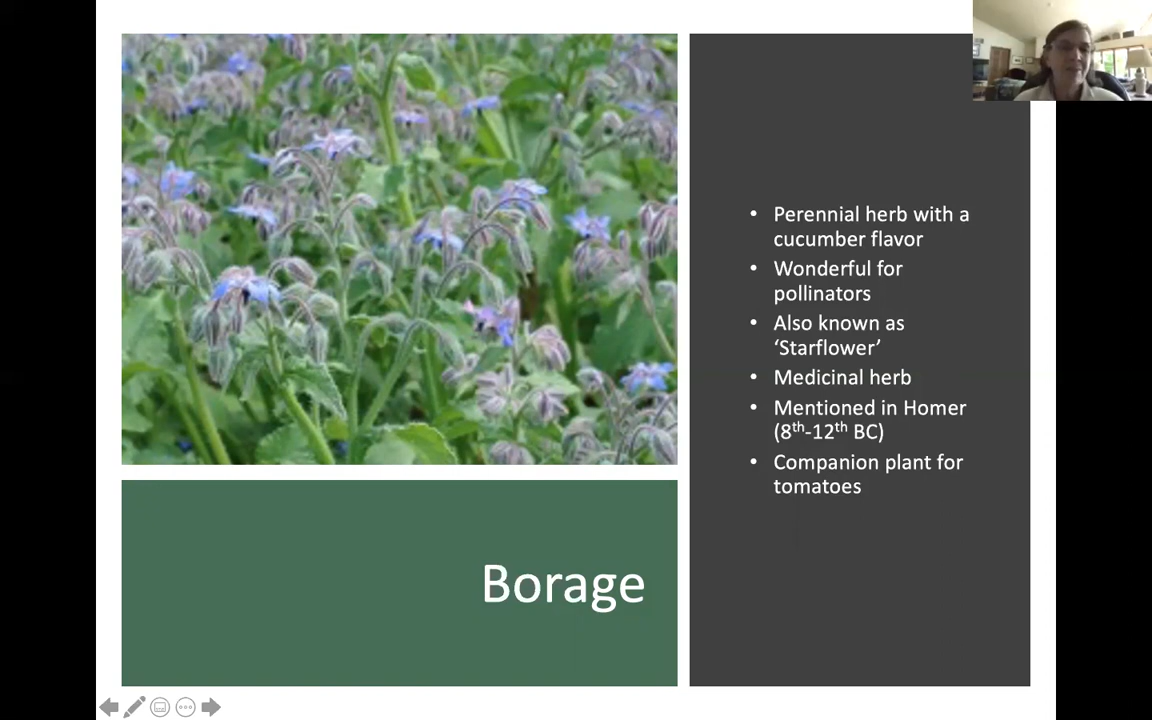 • Perennial herb with a
cucumber flavor
• Wonderful for
pollinators
• Also known as
‘Starflower’
• Medicinal herb
• Mentioned in Homer
(8th-12th BC)
• Companion plant for
tomatoes
Borage